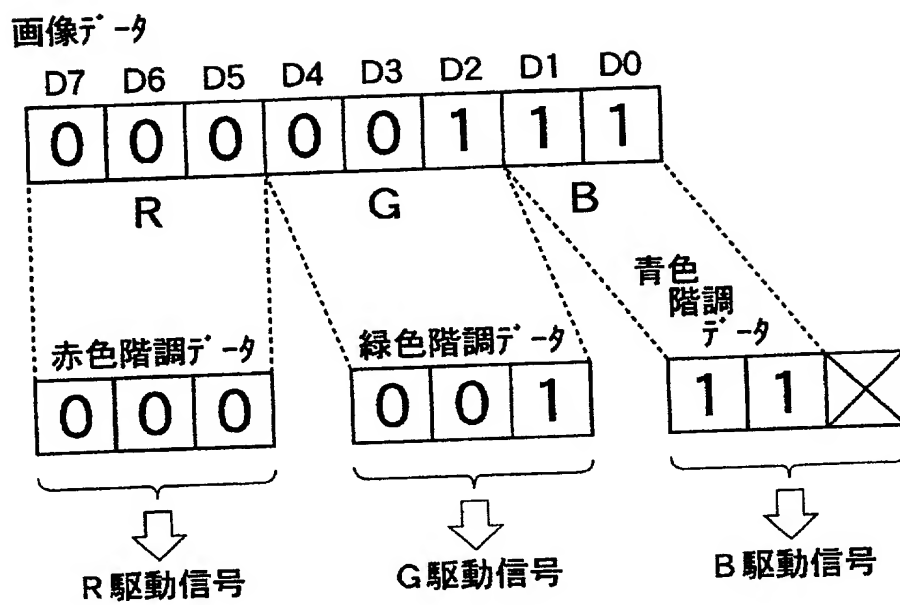 画像データ
D7 D6 D5 D4 D3 D2 D1 D0
0 0 0 0 0 1 1 1
R G B
青色
階調
データ
赤色階調データ 緑色階調データ
0 0 0 0 0 1 1 1
R駆動信号 G駆動信号 B駆動信号